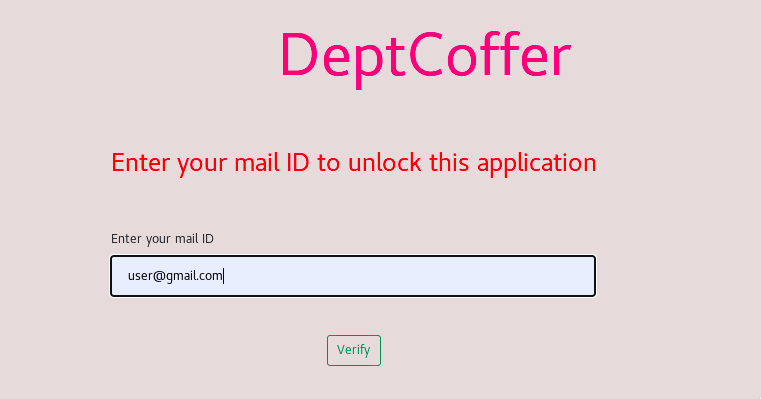 DeptCoffer
Enter your mail ID to unlock this application
Enter your mail ID
user@gmail.com
Verify